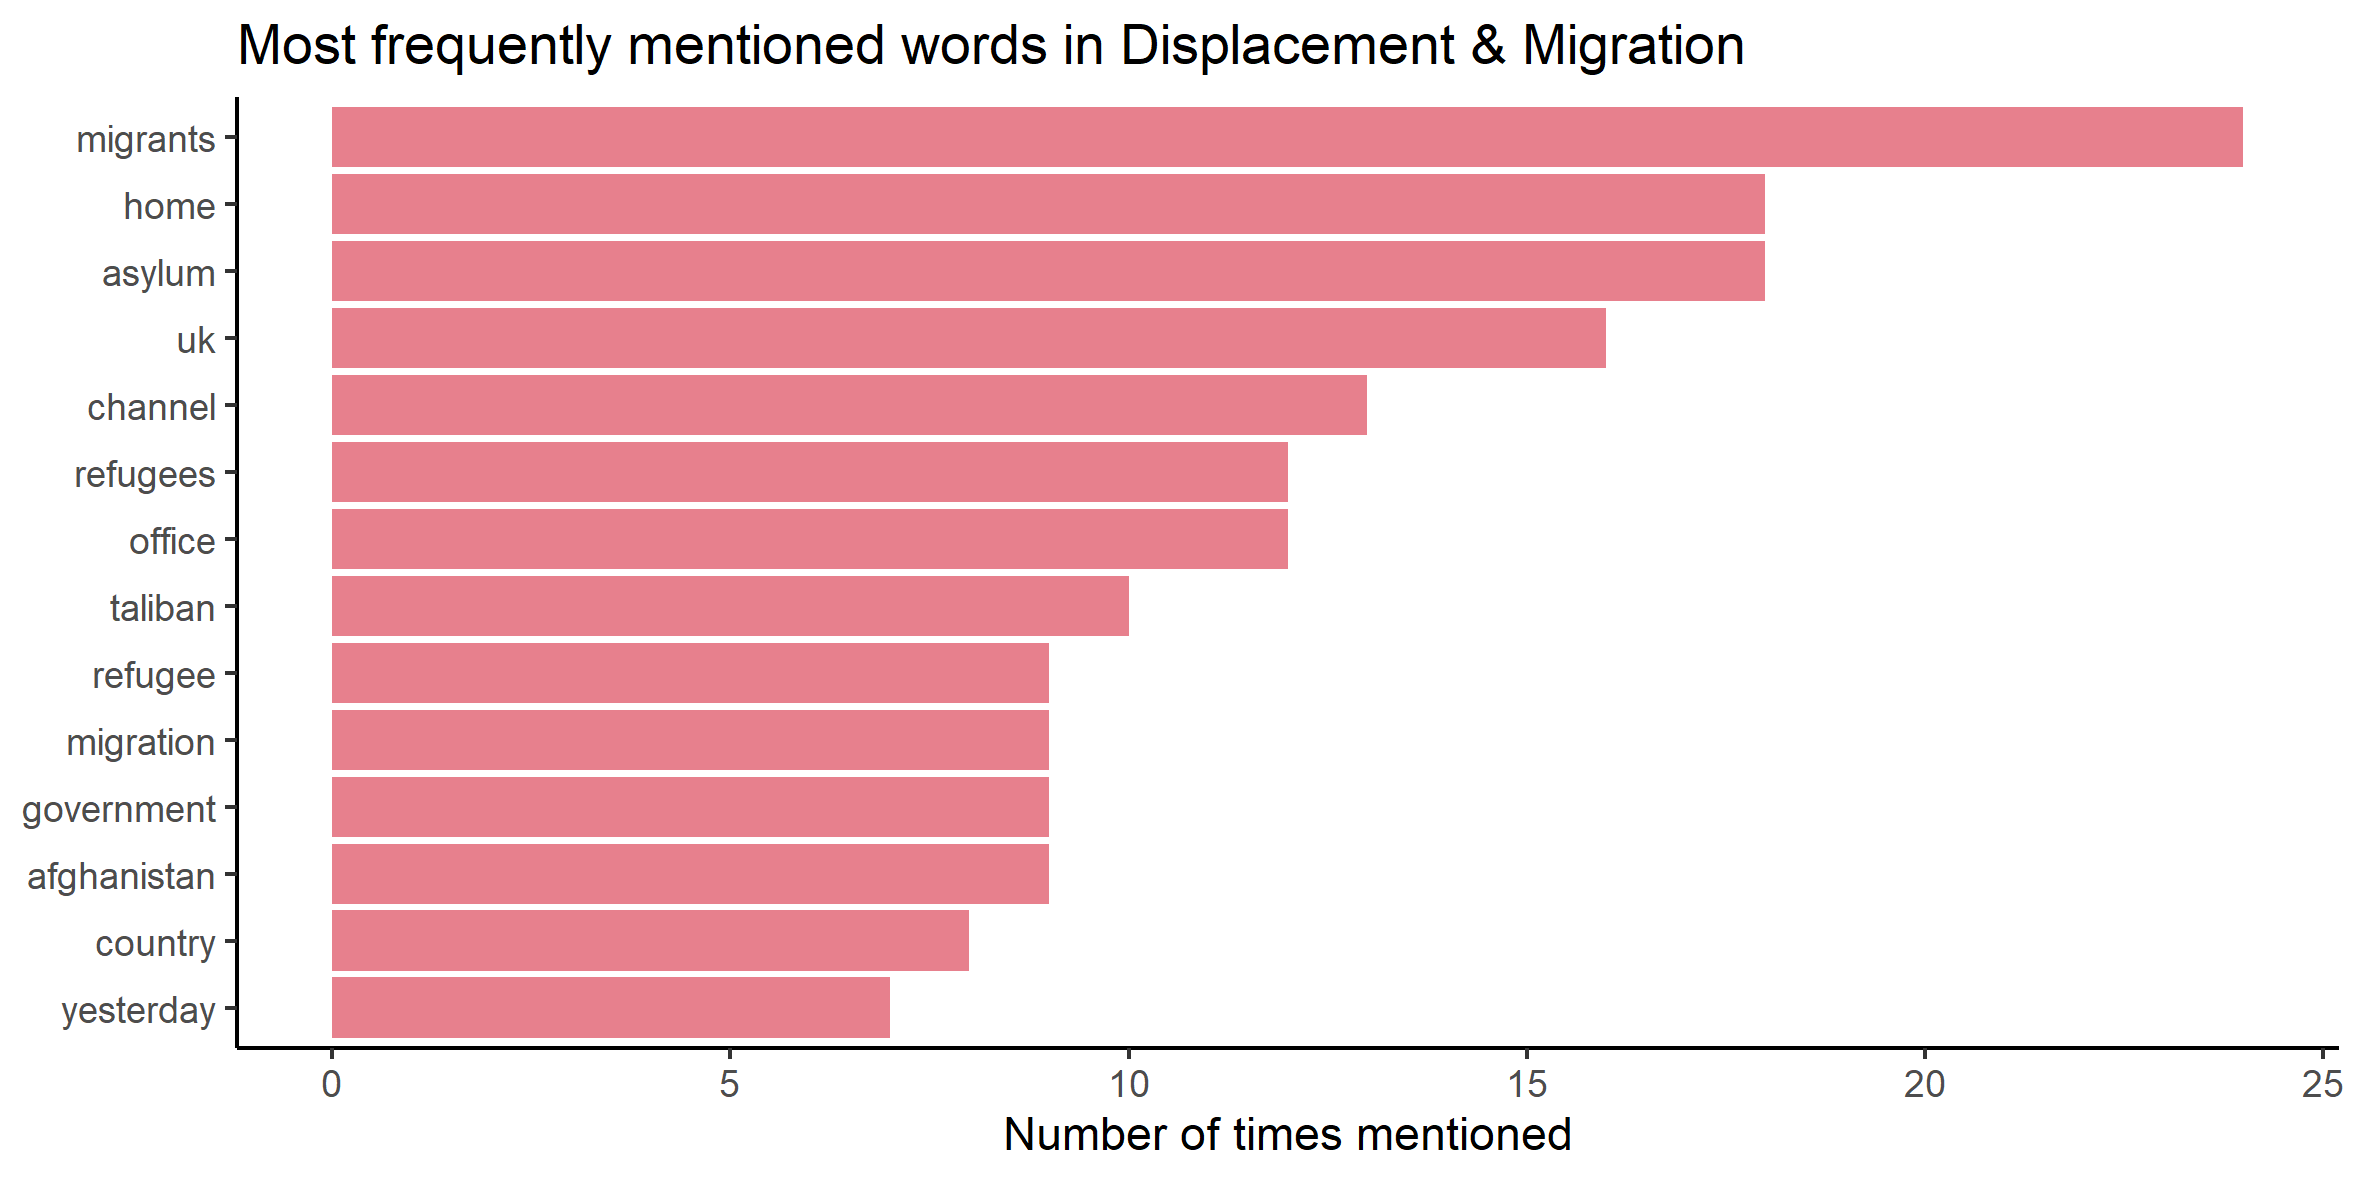 Most frequently mentioned words in Displacement & Migration
migrants
home
asylum
uk
channel
refugees
office
taliban
refugee
migration
government
afghanistan
country
yesterday
0 5 10 15 20 25
Number of times mentioned